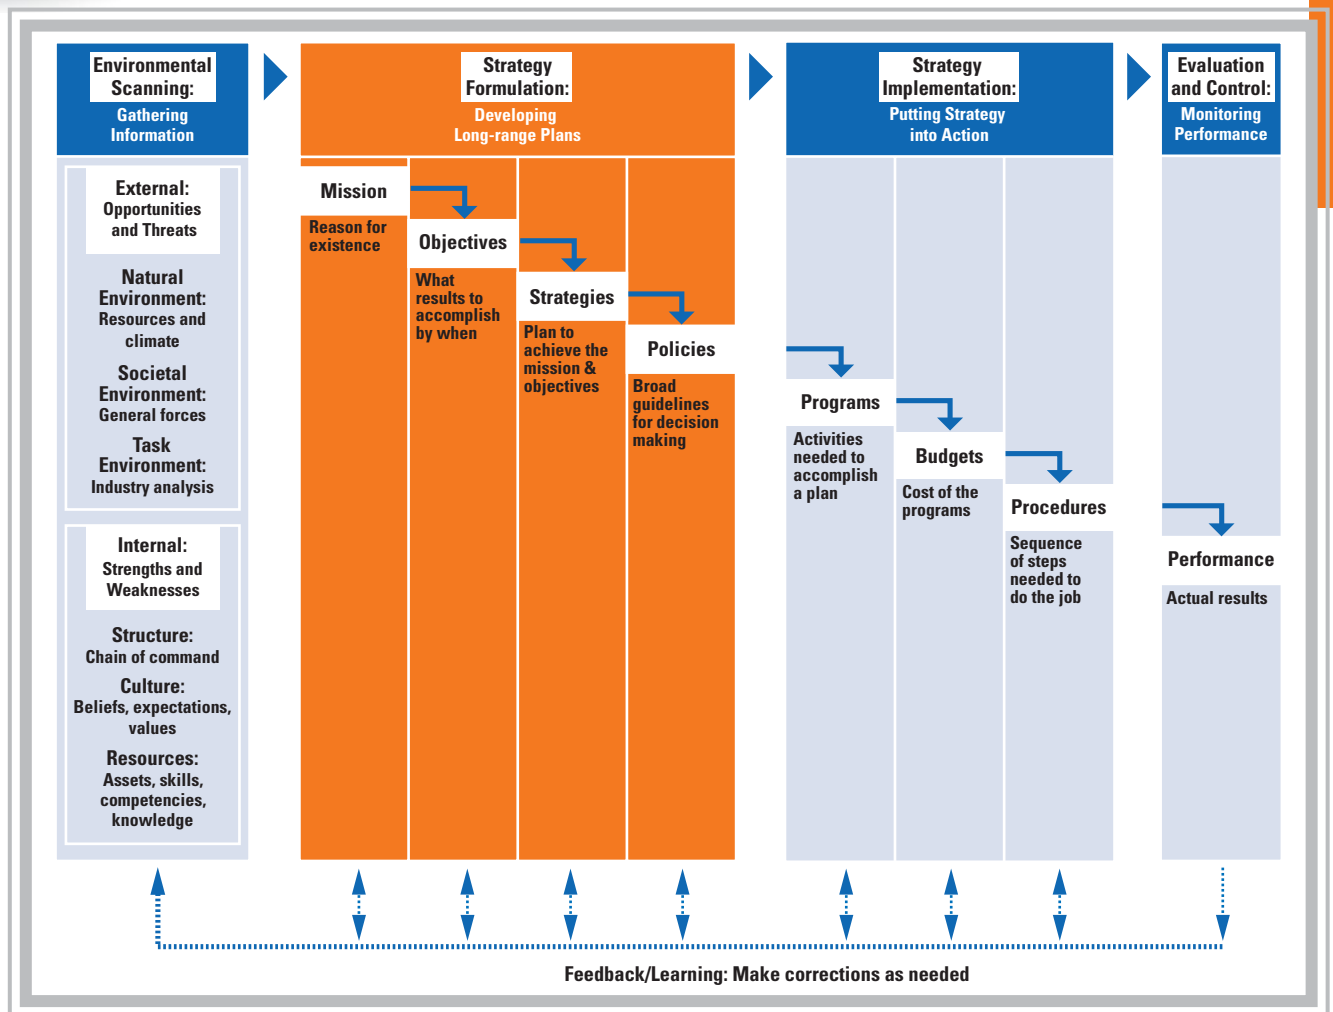 Environmental
Scanning:
Gathering
Information
Strategy
Formulation:
Developing
Long-range Plans
Strategy
Implementation:
Putting Strategy
into Action
Evaluation
and Control:
Monitoring
Performance
External:
Opportunities
and Threats
Natural
Environment:
Resources and
climate
Societal
Environment:
General forces
Task
Environment:
Industry analysis
Internal:
Strengths and
Weaknesses
Structure:
Chain of command
Culture:
Beliefs, expectations,
values
Resources:
Assets, skills,
competencies,
knowledge
Mission
Reason for
existence
Objectives
What
results to
accomplish
by when
Strategies
Plan to
achieve the
mission &
objectives
Policies
Broad
guidelines
for decision
making
Programs
Activities
needed to
accomplish
a plan
Budgets
Cost of the
programs
Procedures
Sequence
of steps
needed to
do the job
Performance
Actual results
Feedback/Learning: Make corrections as needed